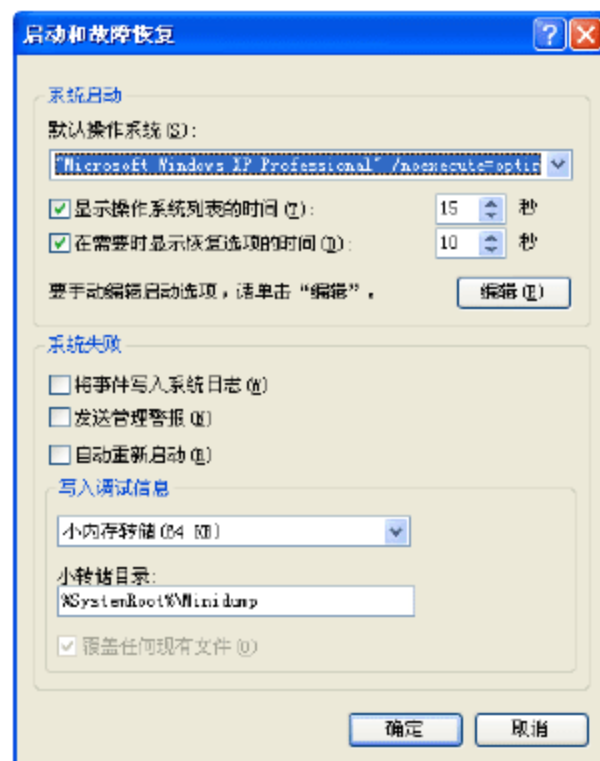 启动和故障恢复
系统启动
默认操作系统(S):
"Microsoft Windows XP Professional" /noexecute=optin
显示操作系统列表的时间(T): 15 秒
在需要时显示恢复选项的时间(D): 10 秒
要手动编辑启动选项，请单击“编辑”。 编辑(E)
系统失败
将事件写入系统日志(W)
发送管理警报(N)
自动重新启动(R)
写入调试信息
小内存转储(64 KB)
小转储目录:
%SystemRoot%\Minidump
覆盖任何现有文件(O)
确定 取消